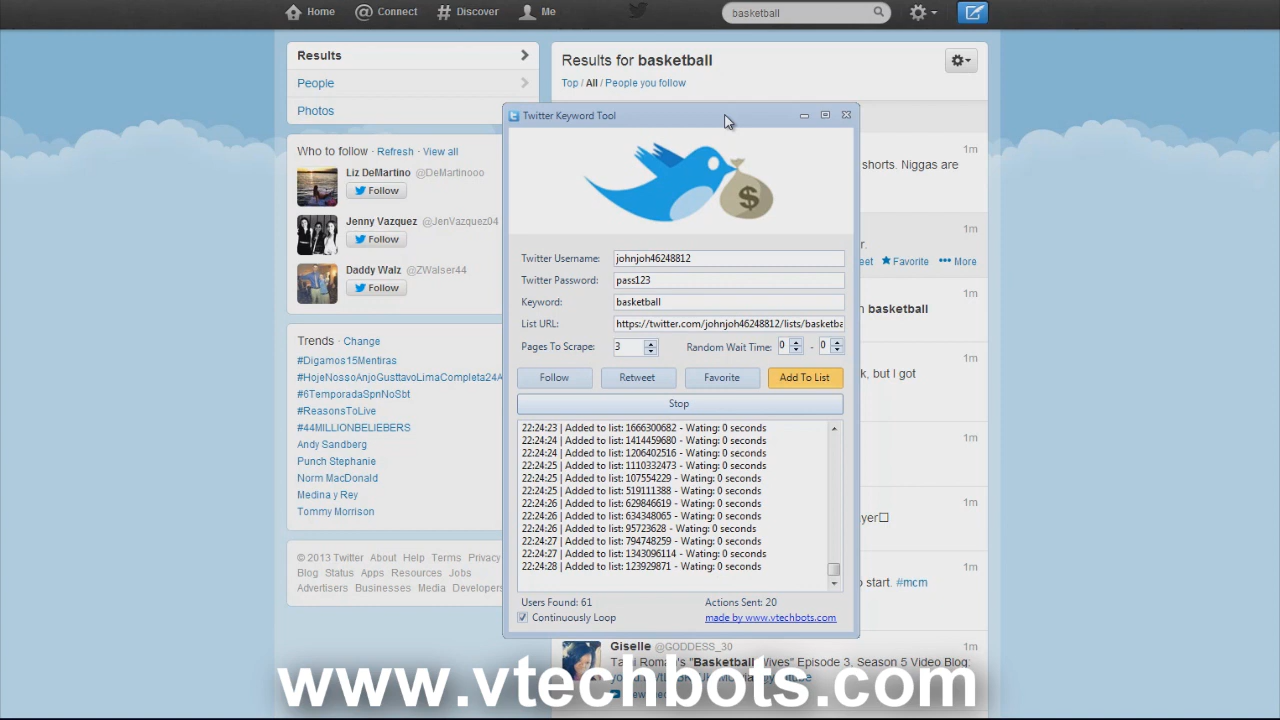 Home
Connect
Discover
Me
basketball
Results
People
Photos
Who to follow · Refresh · View all
Liz DeMartino @DeMartinooo
Follow
Jenny Vazquez @JenVazquez04
Follow
Daddy Walz @ZWalser44
Follow
Trends · Change
#Digamos15Mentiras
#HojeNossoAnjoGusttavoLimaCompleta24A
#6TemporadaSpnNoSbt
#ReasonsToLive
#44MILLIONBELIEBERS
Andy Sandberg
Punch Stephanie
Norm MacDonald
Medina y Rey
Tommy Morrison
© 2013 Twitter About Help Terms Privacy
Blog Status Apps Resources Jobs
Advertisers Businesses Media Developers
Results for basketball
Top / All / People you follow
1m
shorts. Niggas are
1m
r.
eet Favorite More
1m
n basketball
1m
k, but I got
1m
1m
yer
1m
to start. #mcm
1m
Giselle @GODDESS_30
Wives" Episode 3, Season 5 Video Blog:
Twitter Keyword Tool
$
Twitter Username: johnjoh46248812
Twitter Password: pass123
Keyword: basketball
List URL: https://twitter.com/johnjoh46248812/lists/basketba
Pages To Scrape: 3 Random Wait Time: 0 - 0
Follow Retweet Favorite Add To List
Stop
22:24:23 | Added to list: 1666300682 - Wating: 0 seconds
22:24:24 | Added to list: 1414459680 - Wating: 0 seconds
22:24:24 | Added to list: 1206402516 - Wating: 0 seconds
22:24:25 | Added to list: 1110332473 - Wating: 0 seconds
22:24:25 | Added to list: 107554229 - Wating: 0 seconds
22:24:25 | Added to list: 519111388 - Wating: 0 seconds
22:24:26 | Added to list: 629846619 - Wating: 0 seconds
22:24:26 | Added to list: 634348065 - Wating: 0 seconds
22:24:26 | Added to list: 95723628 - Wating: 0 seconds
22:24:27 | Added to list: 794748259 - Wating: 0 seconds
22:24:27 | Added to list: 1343096114 - Wating: 0 seconds
22:24:28 | Added to list: 123929871 - Wating: 0 seconds
Users Found: 61 Actions Sent: 20
Continuously Loop made by www.vtechbots.com
www.vtechbots.com